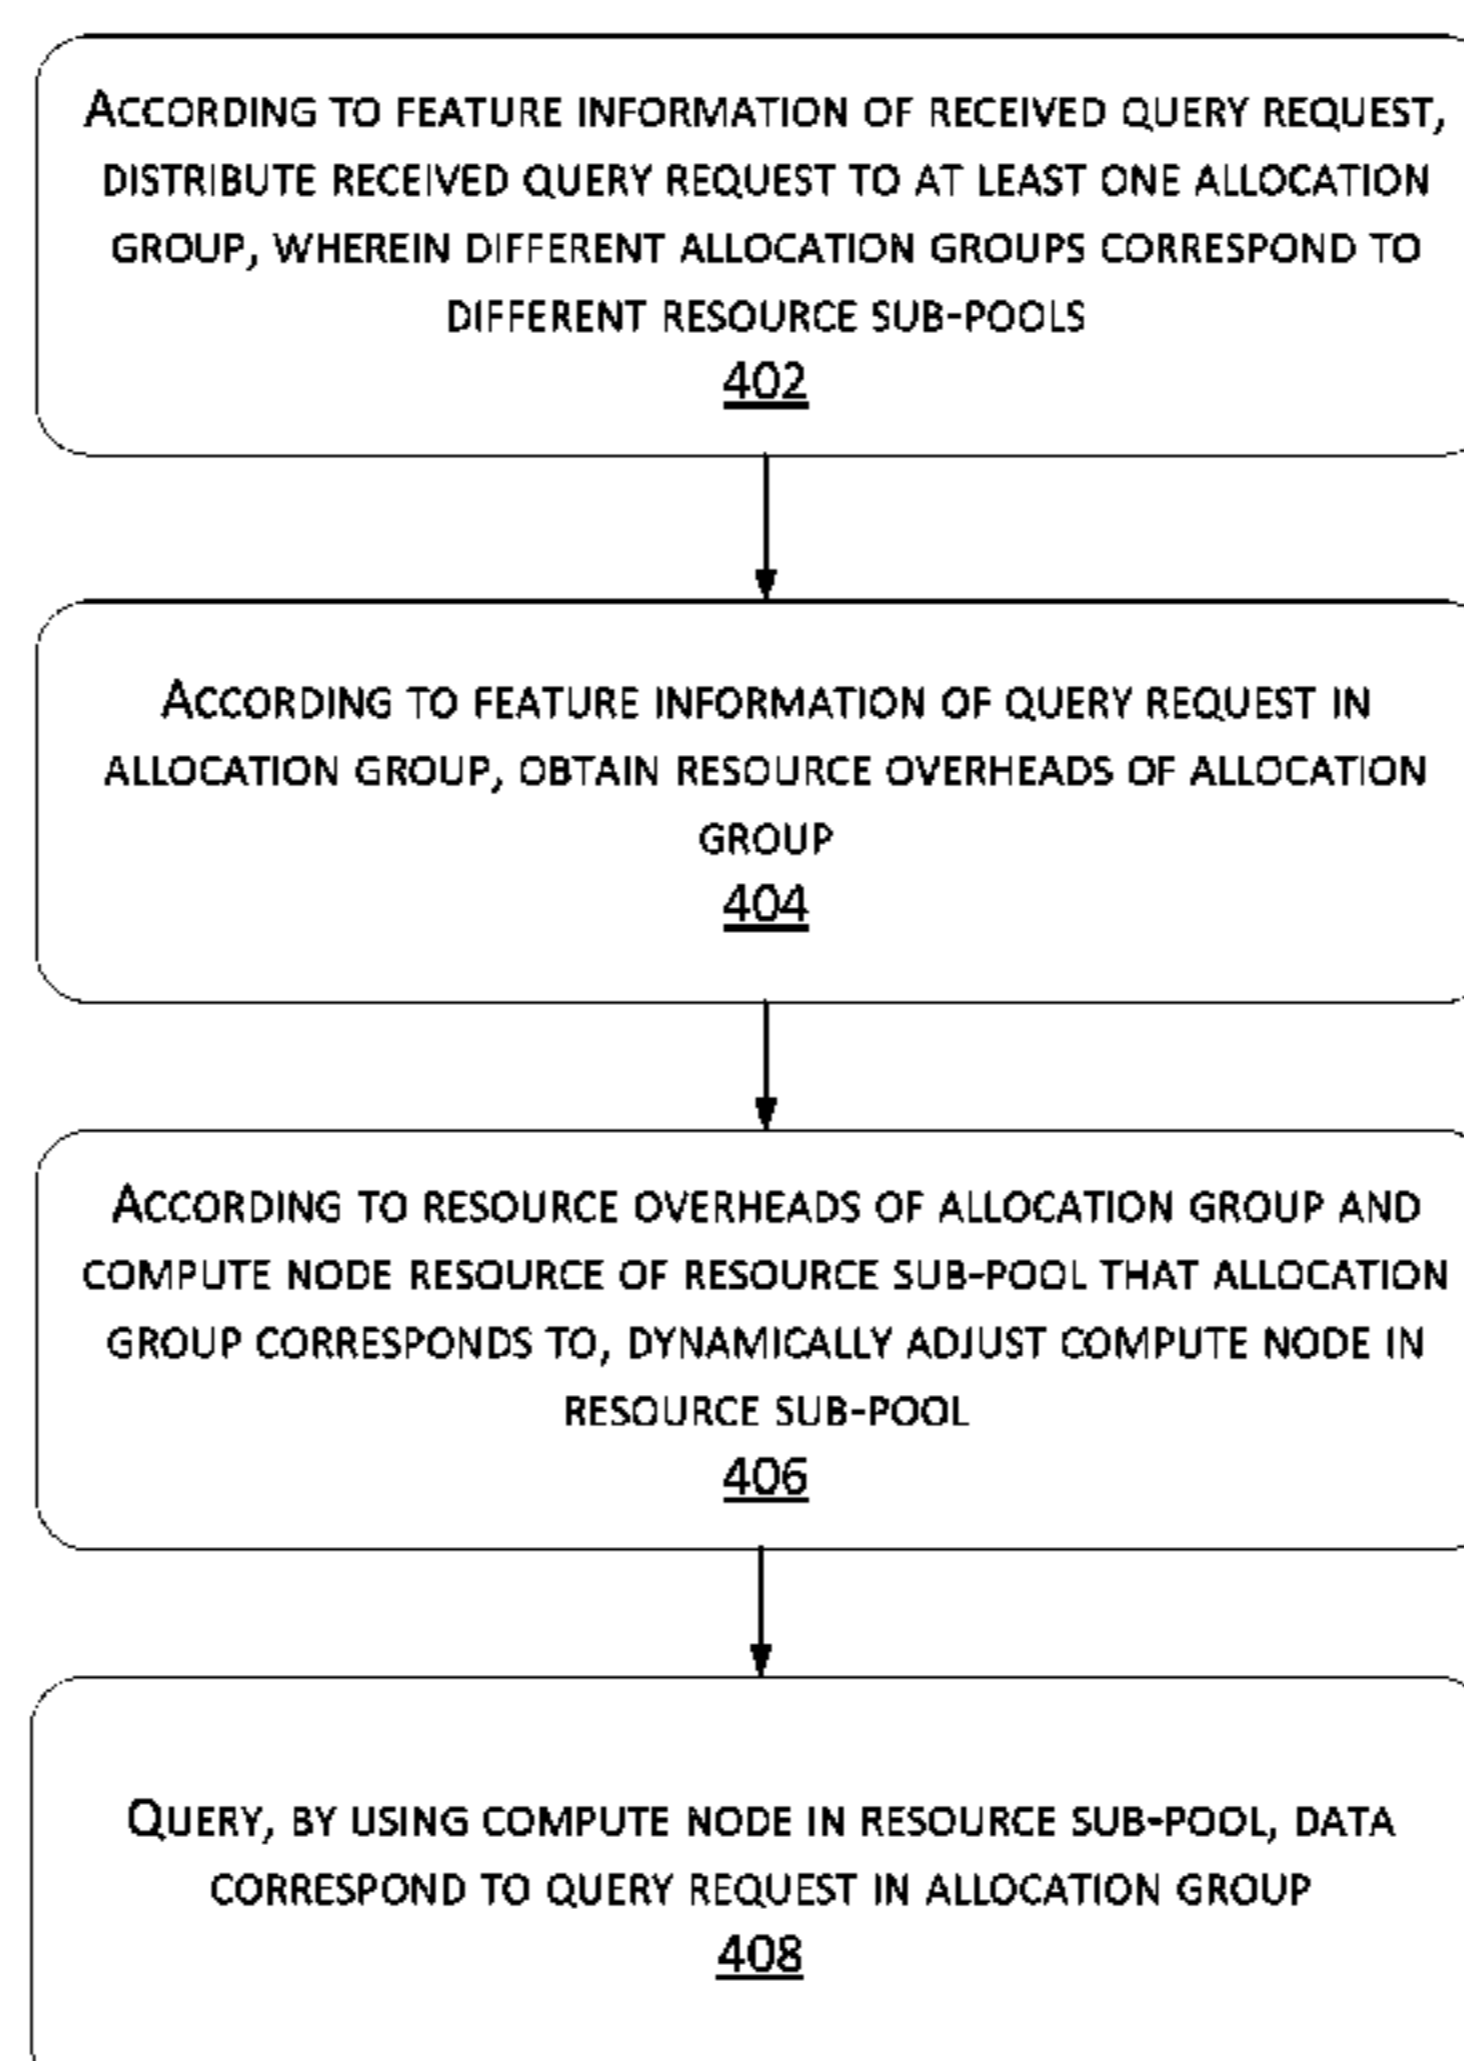 ACCORDING TO FEATURE INFORMATION OF RECEIVED QUERY REQUEST,
DISTRIBUTE RECEIVED QUERY REQUEST TO AT LEAST ONE ALLOCATION
GROUP, WHEREIN DIFFERENT ALLOCATION GROUPS CORRESPOND TO
DIFFERENT RESOURCE SUB-POOLS
402
ACCORDING TO FEATURE INFORMATION OF QUERY REQUEST IN
ALLOCATION GROUP, OBTAIN RESOURCE OVERHEADS OF ALLOCATION
GROUP
404
ACCORDING TO RESOURCE OVERHEADS OF ALLOCATION GROUP AND
COMPUTE NODE RESOURCE OF RESOURCE SUB-POOL THAT ALLOCATION
GROUP CORRESPONDS TO, DYNAMICALLY ADJUST COMPUTE NODE IN
RESOURCE SUB-POOL
406
QUERY, BY USING COMPUTE NODE IN RESOURCE SUB-POOL, DATA
CORRESPOND TO QUERY REQUEST IN ALLOCATION GROUP
408